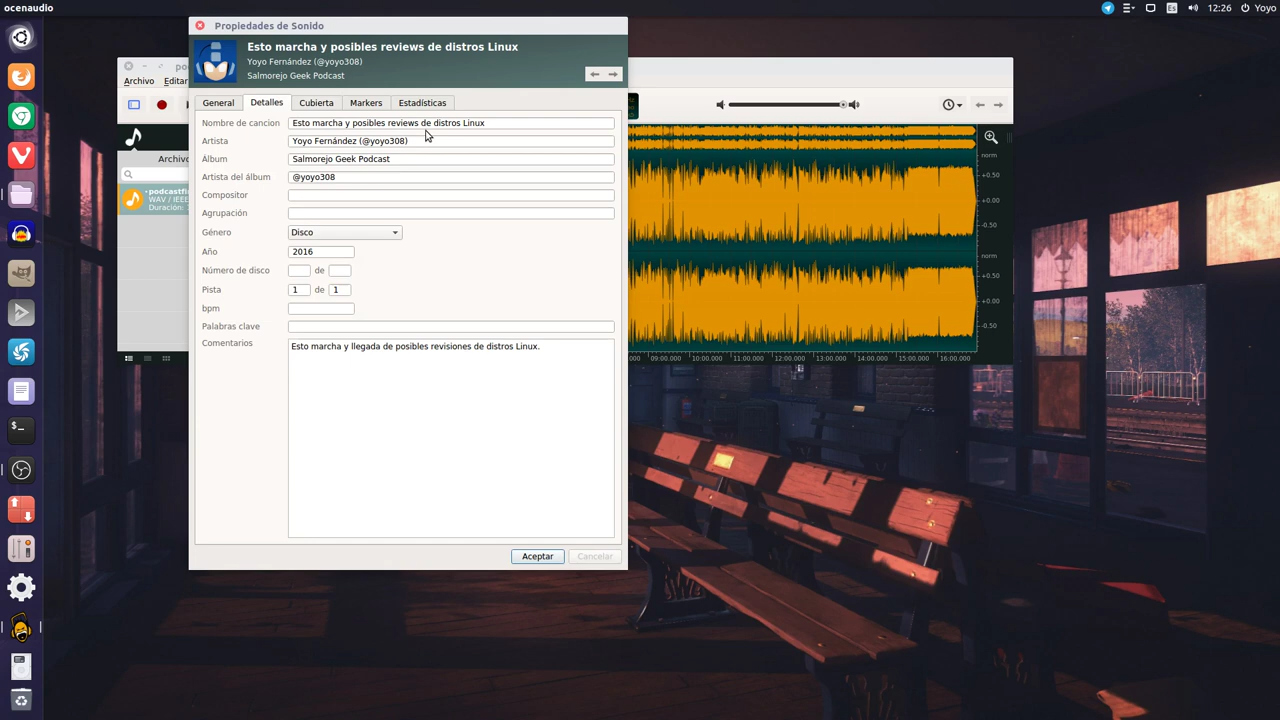 ocenaudio
Es
12:26
Yoyo
Propiedades de Sonido
Esto marcha y posibles reviews de distros Linux
Yoyo Fernández (@yoyo308)
Salmorejo Geek Podcast
po
Archivo
Editar
General
Detalles
Cubierta
Markers
Estadísticas
Nombre de cancion
Esto marcha y posibles reviews de distros Linux
Artista
Yoyo Fernández (@yoyo308)
Álbum
Salmorejo Geek Podcast
Artista del álbum
@yoyo308
Compositor
Agrupación
Género
Disco
Año
2016
Número de disco
de
Pista
1 de 1
bpm
Palabras clave
Comentarios
Esto marcha y llegada de posibles revisiones de distros Linux.
Aceptar
Cancelar
Archivo
podcastfi
WAV / IEEE
Duración:
norm
+0.50
+0.00
-0.50
norm
+0.50
+0.00
-0.50
000
09:00.000
10:00.000
11:00.000
12:00.000
13:00.000
14:00.000
15:00.000
16:00.000